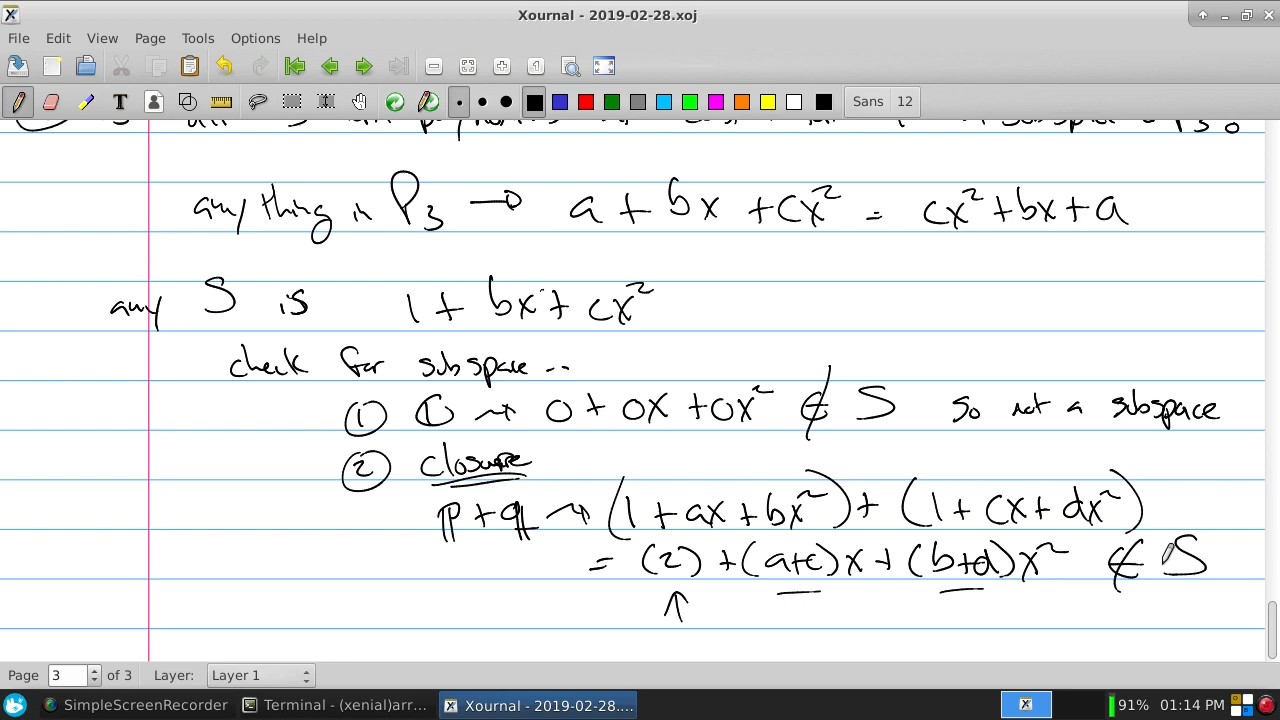 Xournal - 2019-02-28.xoj
File Edit View Page Tools Options Help
Sans 12
anything in P₃ → a + bx + cx² = cx² + bx + a
any S is 1 + bx + cx²
check for subspace ..
① 𝟘 ⇝ 0 + 0x + 0x² ∉ S so not a subspace
② closure
p + q ⇝ (1 + ax + bx²) + (1 + cx + dx²)
= (2) + (a+c)x + (b+d)x² ∉ S
↑
Page 3 of 3 Layer: Layer 1
SimpleScreenRecorder Terminal - (xenial)arr... Xournal - 2019-02-28.... 91% 01:14 PM